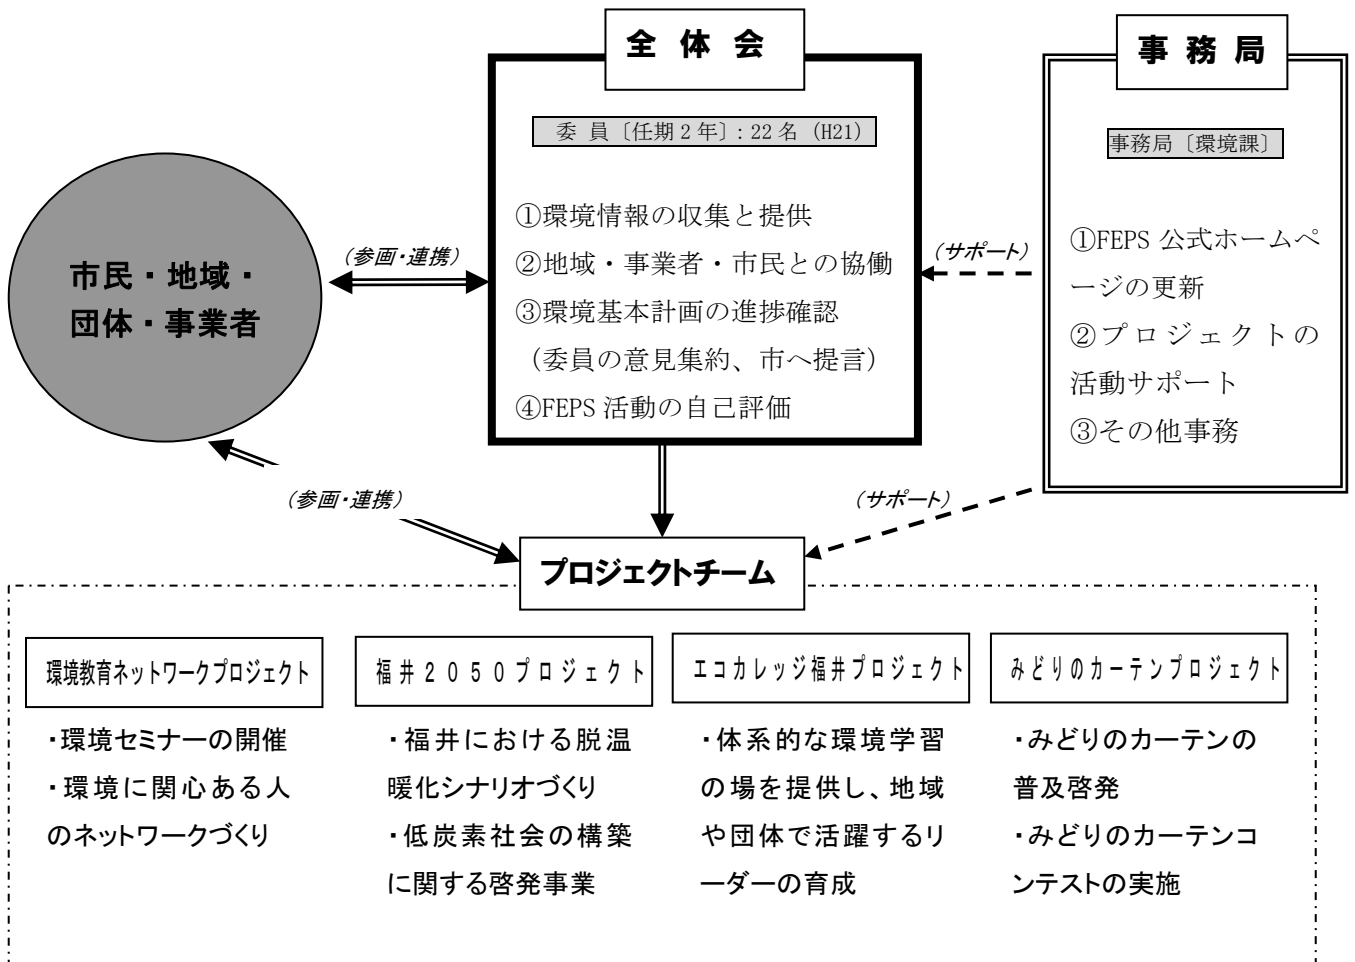 全 体 会
委 員〔任期２年〕：22 名（H21）
①環境情報の収集と提供
②地域・事業者・市民との協働
③環境基本計画の進捗確認
（委員の意見集約、市へ提言）
④FEPS 活動の自己評価
事 務 局
事務局〔環境課〕
①FEPS 公式ホームペ
ージの更新
②プロジェクトの
活動サポート
③その他事務
市民・地域・
団体・事業者
（参画・連携）
（サポート）
（参画・連携）
（サポート）
プロジェクトチーム
環境教育ネットワークプロジェクト
・環境セミナーの開催
・環境に関心ある人
のネットワークづくり
福井２０５０プロジェクト
・福井における脱温
暖化シナリオづくり
・低炭素社会の構築
に関する啓発事業
エコカレッジ福井プロジェクト
・体系的な環境学習
の場を提供し、地域
や団体で活躍するリ
ーダーの育成
みどりのカーテンプロジェクト
・みどりのカーテンの
普及啓発
・みどりのカーテンコ
ンテストの実施